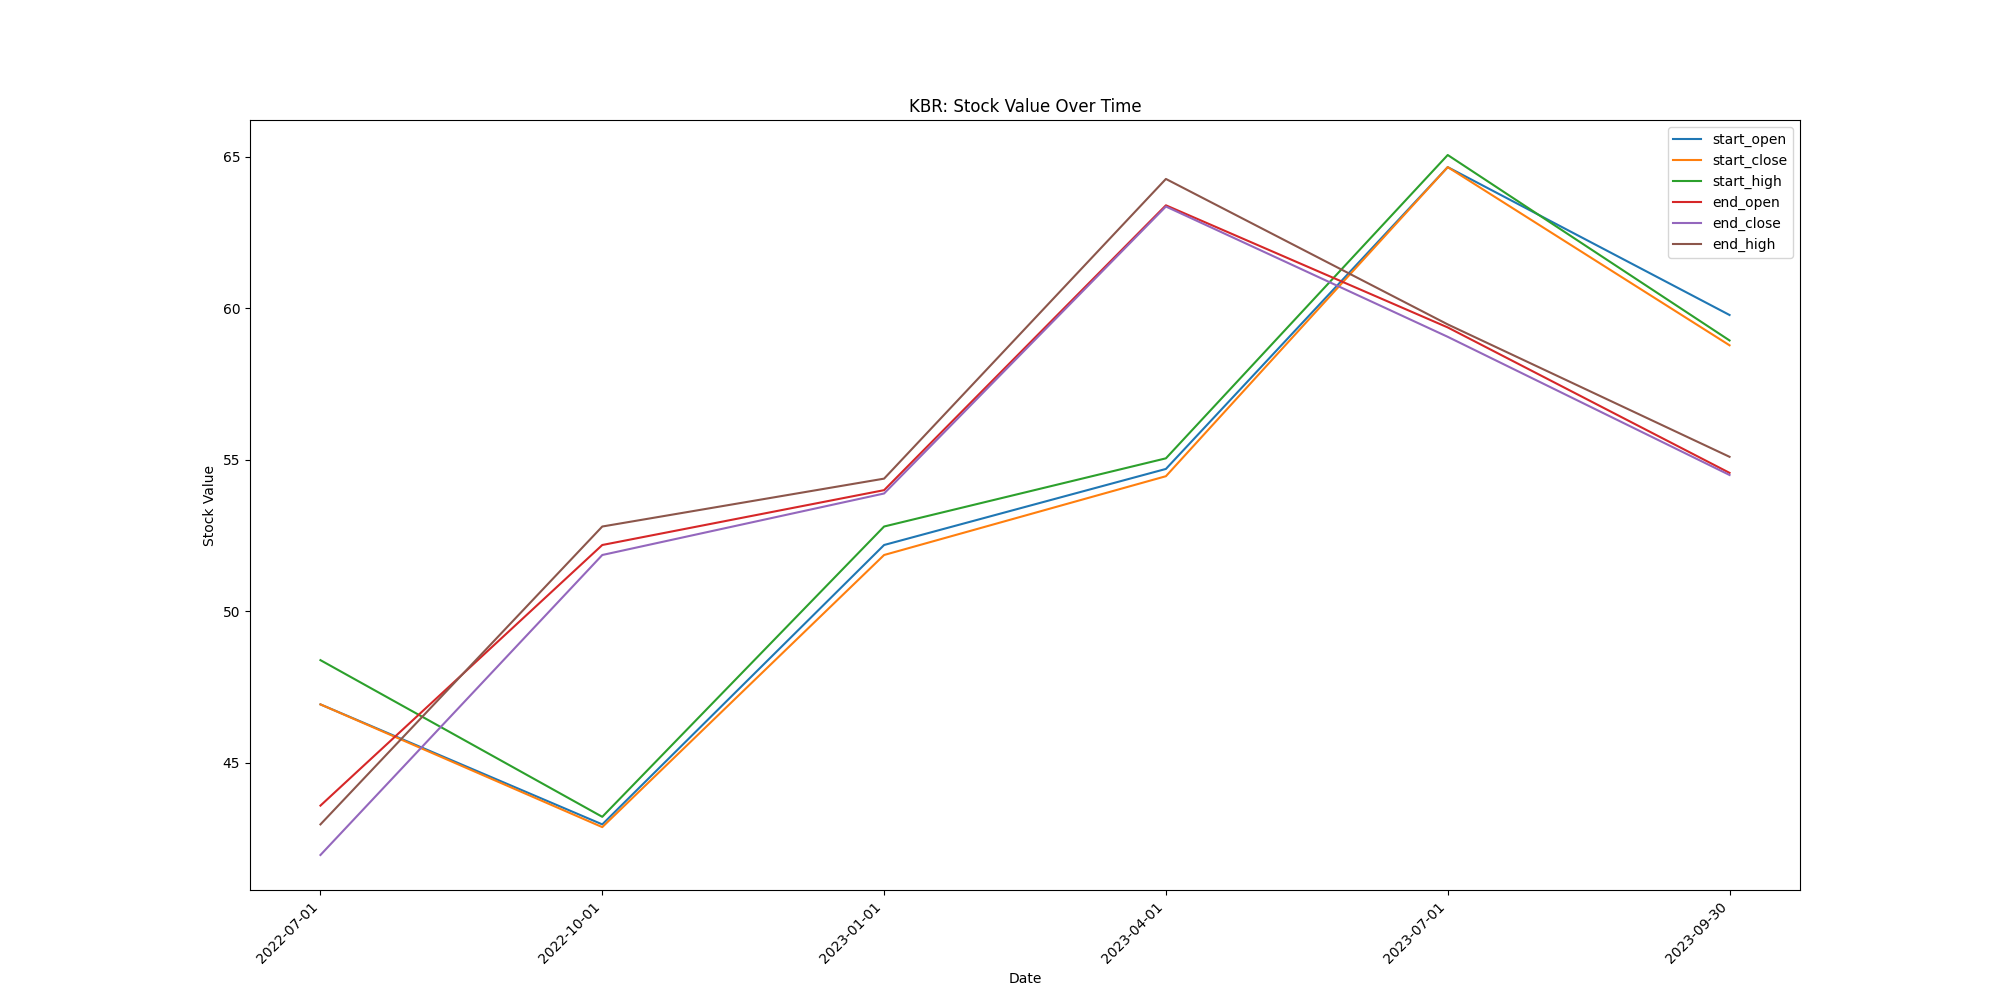 KBR: Stock Value Over Time
start_open
start_close
start_high
end_open
end_close
end_high
65
60
55
50
45
Stock Value
2022-07-01
2022-10-01
2023-01-01
2023-04-01
2023-07-01
2023-09-30
Date